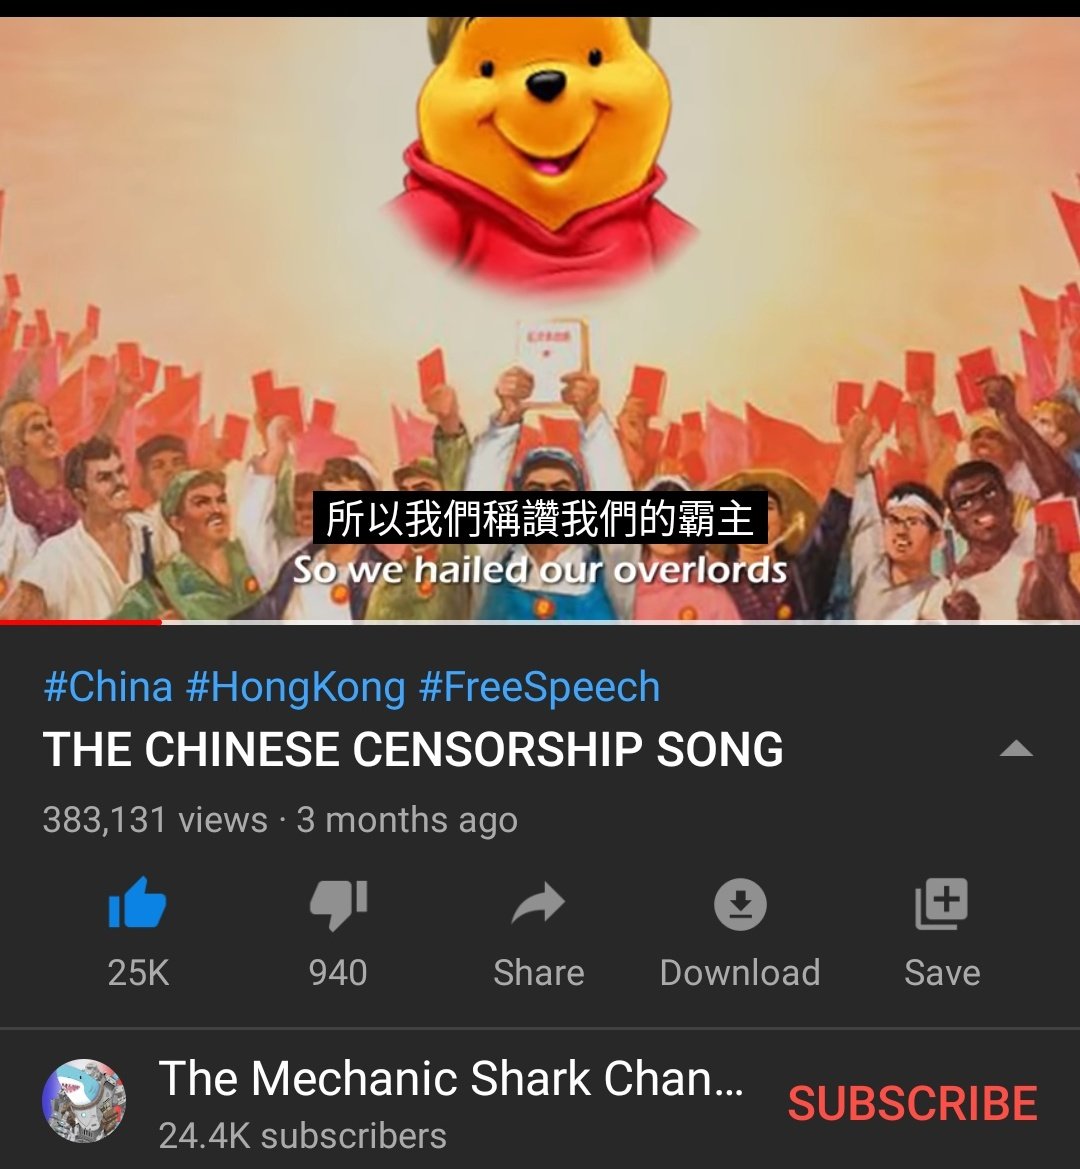 所以我們稱讚我們的霸主
So we hailed our overlords
#China #HongKong #FreeSpeech
THE CHINESE CENSORSHIP SONG
383,131 views · 3 months ago
25K
940
Share
Download
Save
The Mechanic Shark Chan...
SUBSCRIBE
24.4K subscribers